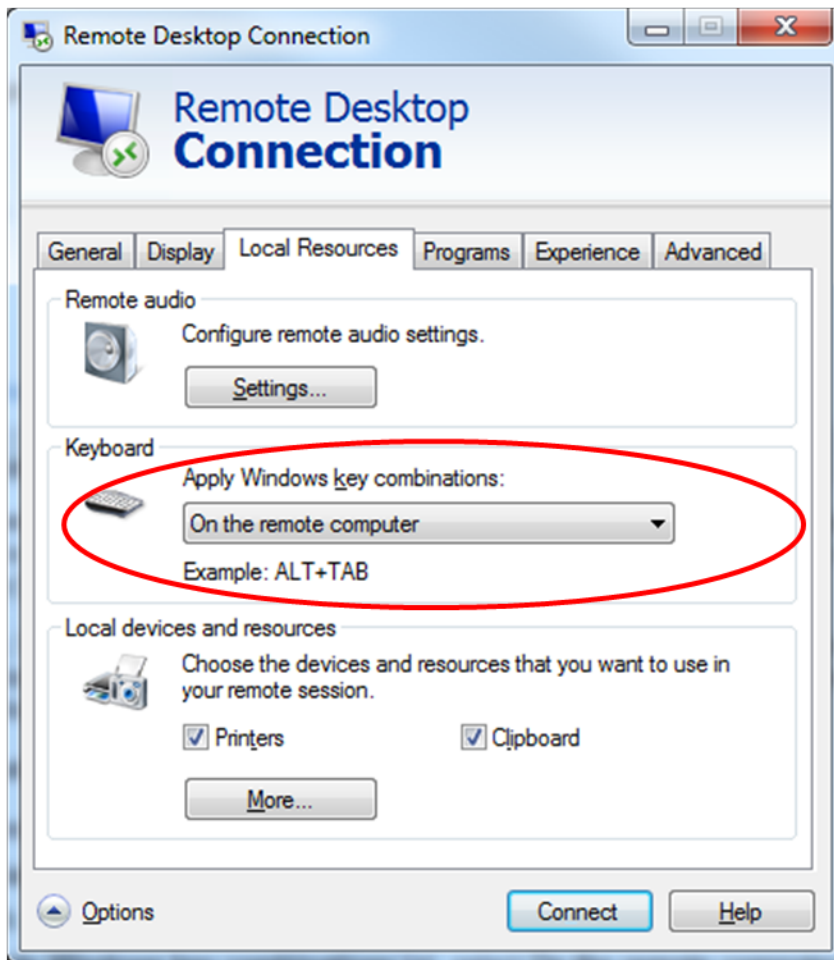 Remote Desktop Connection
Remote Desktop
Connection
General Display Local Resources Programs Experience Advanced
Remote audio
Configure remote audio settings.
Settings...
Keyboard
Apply Windows key combinations:
On the remote computer
Example: ALT+TAB
Local devices and resources
Choose the devices and resources that you want to use in
your remote session.
Printers Clipboard
More...
Options Connect Help